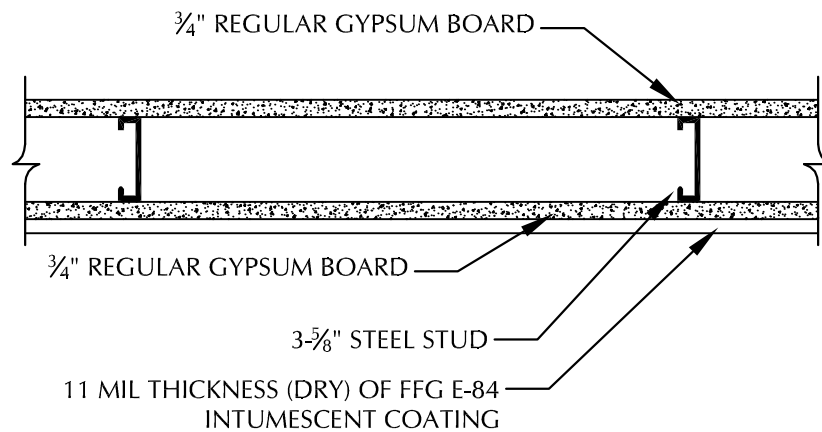 ¾" REGULAR GYPSUM BOARD
¾" REGULAR GYPSUM BOARD
3-⅝" STEEL STUD
11 MIL THICKNESS (DRY) OF FFG E-84
INTUMESCENT COATING